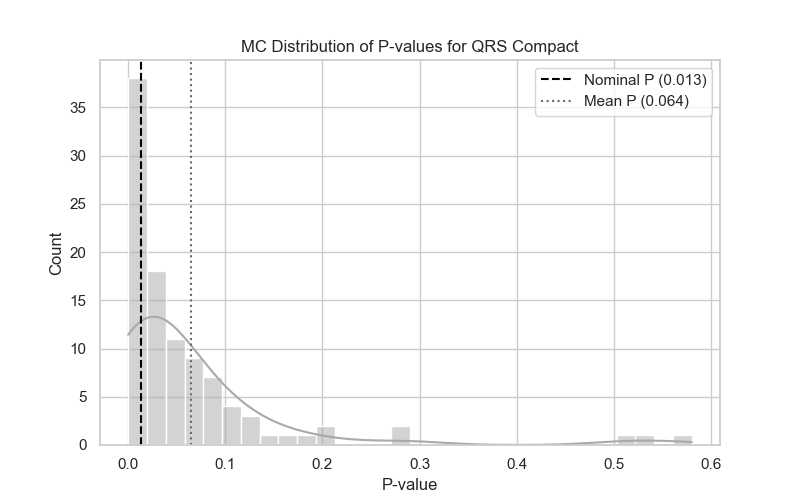 MC Distribution of P-values for QRS Compact
Nominal P (0.013)
Mean P (0.064)
Count
35
30
25
20
15
10
5
0
0.0 0.1 0.2 0.3 0.4 0.5 0.6
P-value